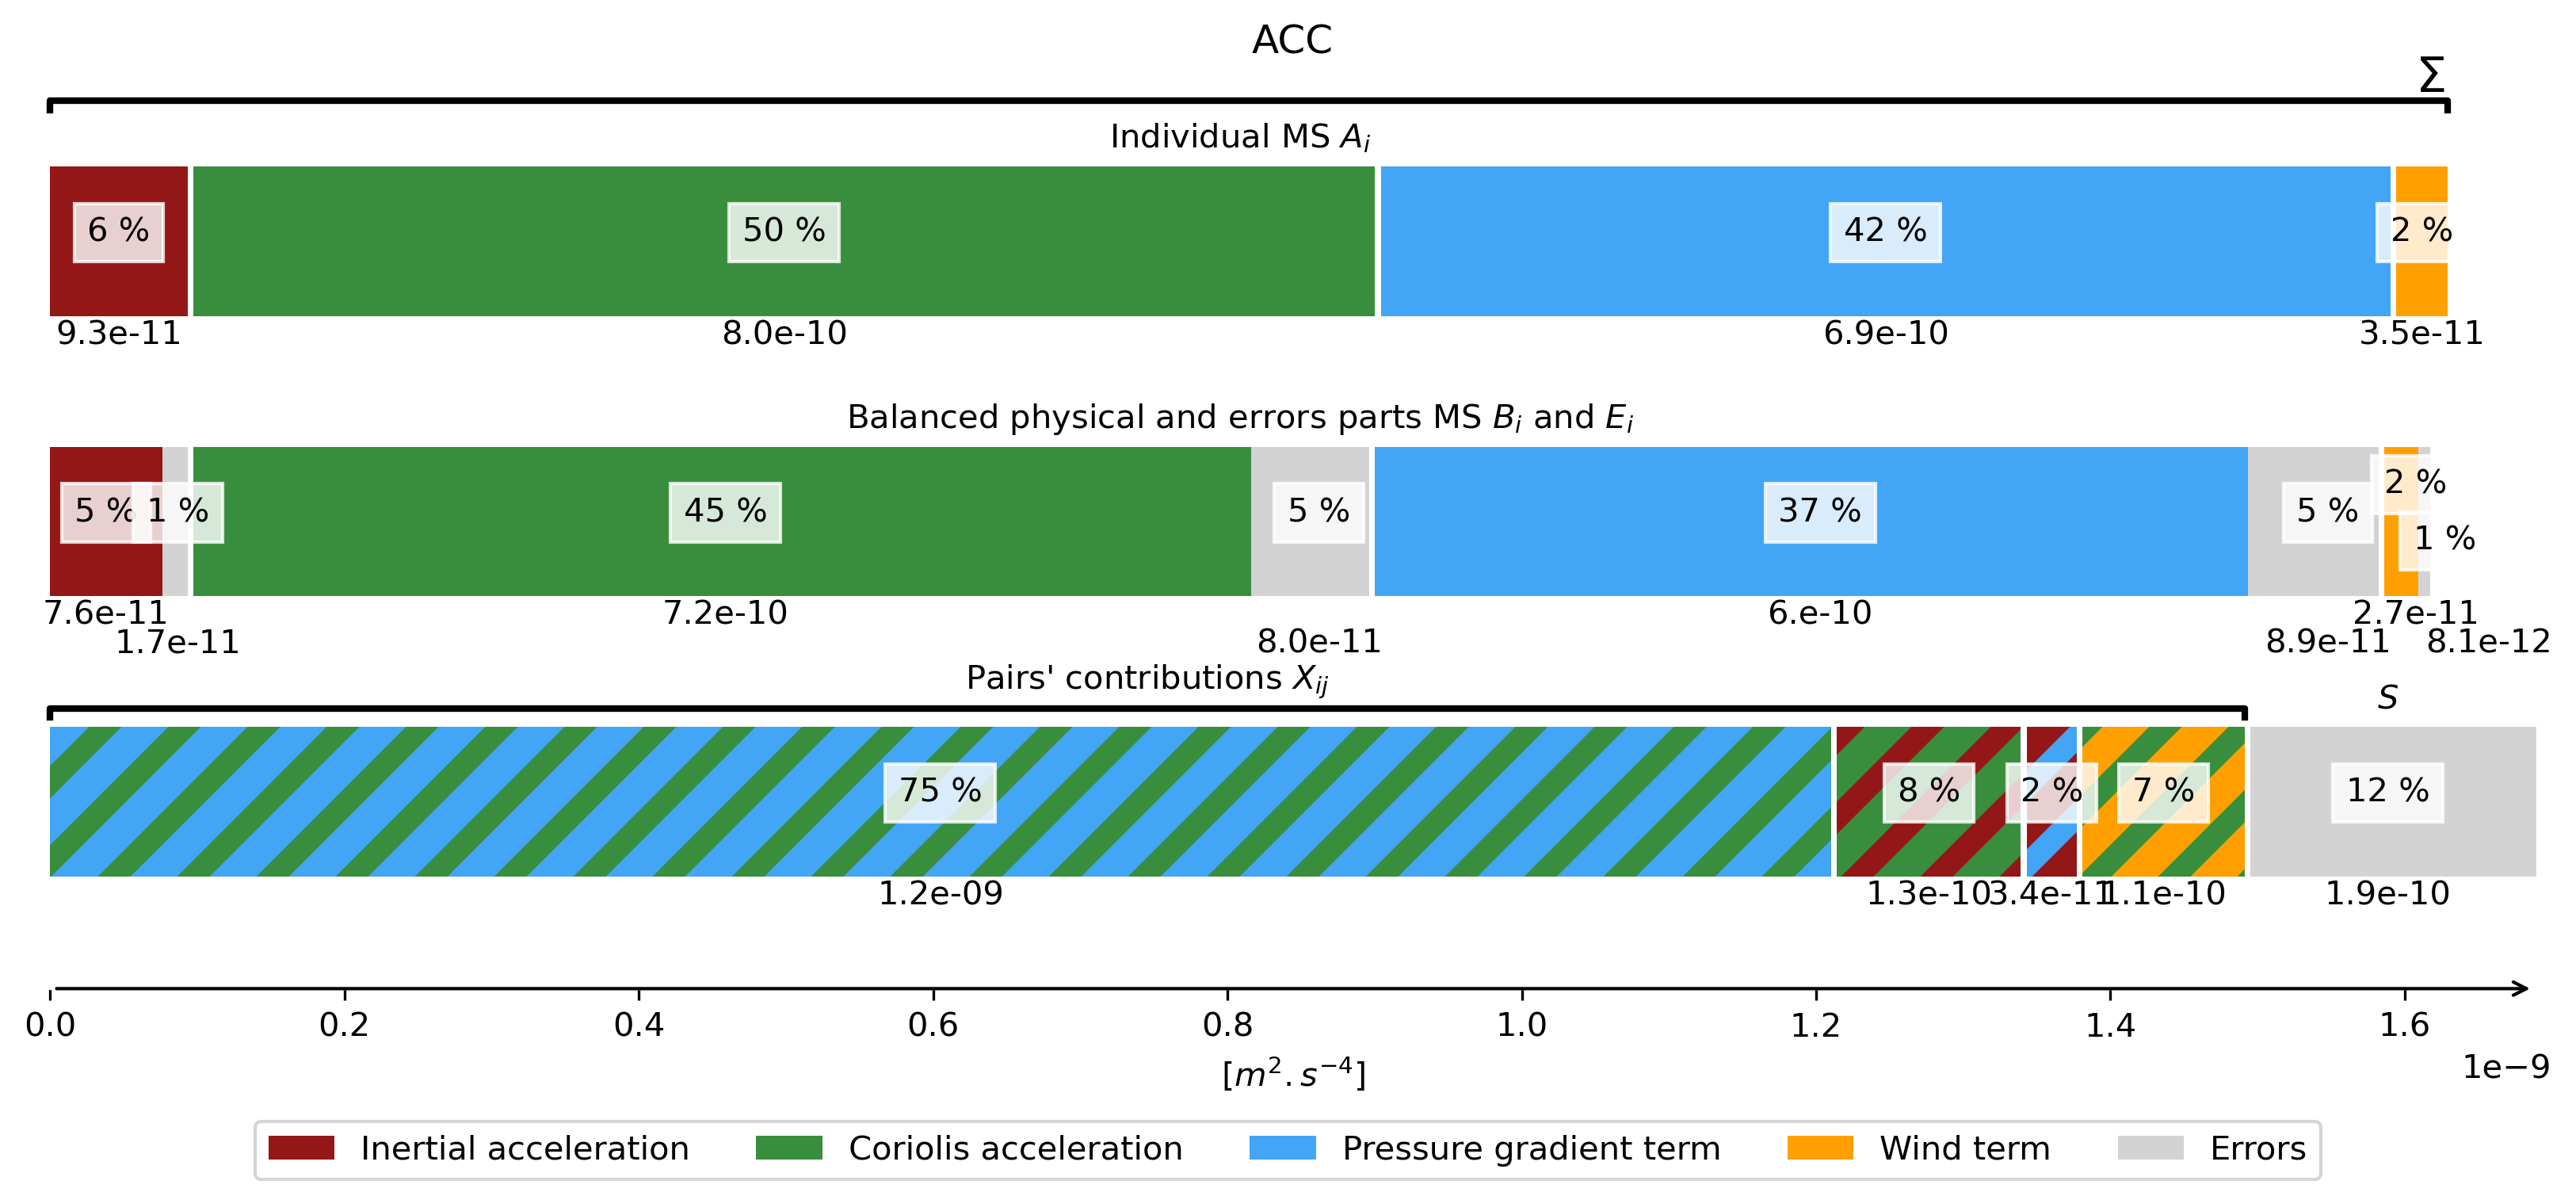 ACC
Σ
Individual MS A_i
6 % 50 % 42 % 2 %
9.3e-11 8.0e-10 6.9e-10 3.5e-11
Balanced physical and errors parts MS B_i and E_i
5 % 1 % 45 % 5 % 37 % 5 % 2 %
1 %
7.6e-11 7.2e-10 6.e-10 2.7e-11
1.7e-11 8.0e-11 8.9e-11 8.1e-12
Pairs' contributions X_ij
S
75 % 8 % 2 % 7 % 12 %
1.2e-09 1.3e-10 3.4e-11 1.1e-10 1.9e-10
0.0 0.2 0.4 0.6 0.8 1.0 1.2 1.4 1.6
1e−9
[m².s⁻⁴]
Inertial acceleration Coriolis acceleration Pressure gradient term Wind term Errors